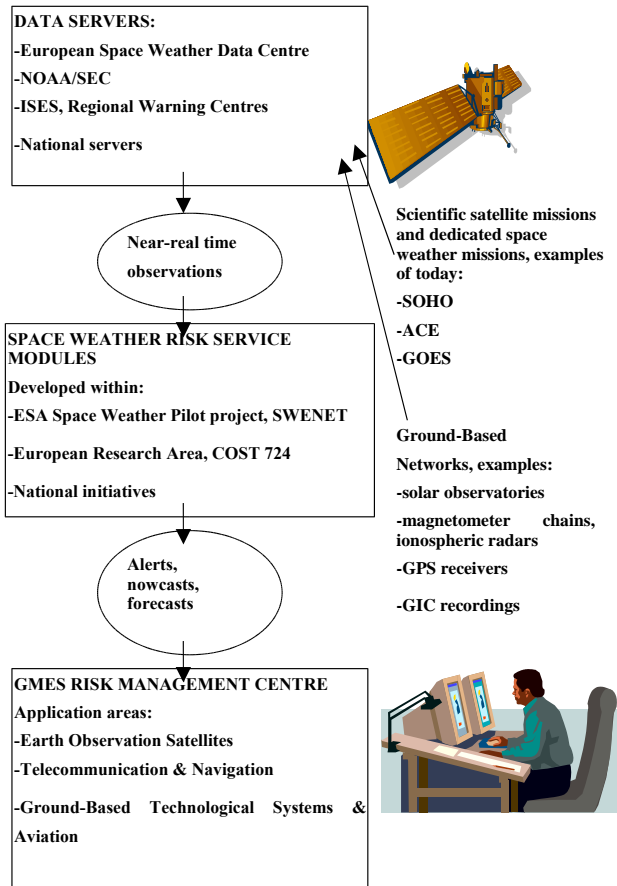 DATA SERVERS:
-European Space Weather Data Centre
-NOAA/SEC
-ISES, Regional Warning Centres
-National servers
Near-real time
observations
SPACE WEATHER RISK SERVICE
MODULES
Developed within:
-ESA Space Weather Pilot project, SWENET
-European Research Area, COST 724
-National initiatives
Alerts,
nowcasts,
forecasts
GMES RISK MANAGEMENT CENTRE
Application areas:
-Earth Observation Satellites
-Telecommunication & Navigation
-Ground-Based Technological Systems &
Aviation
Scientific satellite missions
and dedicated space
weather missions, examples
of today:
-SOHO
-ACE
-GOES
Ground-Based
Networks, examples:
-solar observatories
-magnetometer chains,
ionospheric radars
-GPS receivers
-GIC recordings